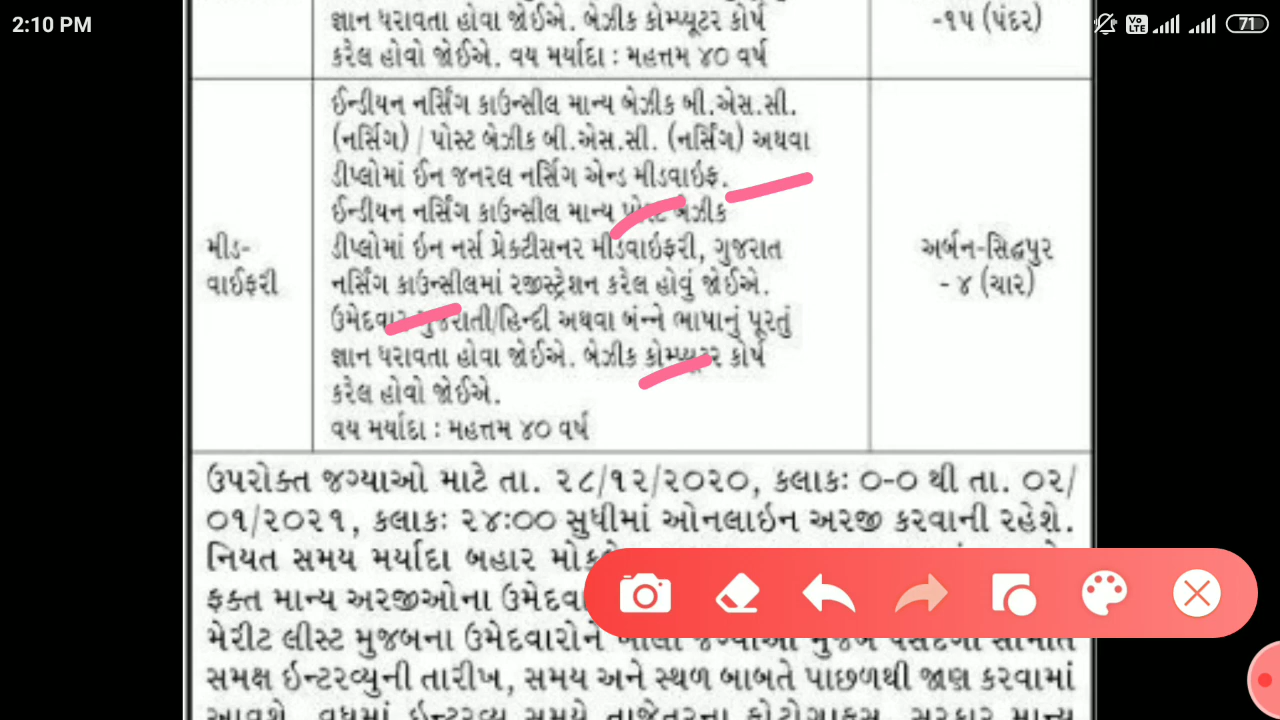 2:10 PM
Vo LTE
71
જ્ઞાન ધરાવતા હોવા જોઈએ. બેઝીક કોમ્પ્યૂટર કોર્ષ
-૧૫ (પંદર)
કરેલ હોવો જોઈએ. વય મર્યાદા : મહત્તમ ૪૦ વર્ષ
ઈન્ડીયન નર્સિંગ કાઉન્સીલ માન્ય બેઝીક બી.એસ.સી.
(નર્સિંગ) / પોસ્ટ બેઝીક બી.એસ.સી. (નર્સિંગ) અથવા
ડીપ્લોમાં ઈન જનરલ નર્સિંગ એન્ડ મીડવાઈફ.
ઈન્ડીયન નર્સિંગ કાઉન્સીલ માન્ય પોસ્ટ બેઝીક
મીડ-
ડીપ્લોમાં ઈન નર્સ પ્રેક્ટીસનર મીડવાઈફરી, ગુજરાત
અર્બન-સિદ્ધપુર
વાઈફરી
નર્સિંગ કાઉન્સીલમાં રજીસ્ટ્રેશન કરેલ હોવું જોઈએ.
- ૪ (ચાર)
ઉમેદવાર ગુજરાતી/હિન્દી અથવા બંન્ને ભાષાનું પૂરતું
જ્ઞાન ધરાવતા હોવા જોઈએ. બેઝીક કોમ્પ્યૂટર કોર્ષ
કરેલ હોવો જોઈએ.
વય મર્યાદા : મહત્તમ ૪૦ વર્ષ
ઉપરોક્ત જગ્યાઓ માટે તા. ૨૮/૧૨/૨૦૨૦, કલાકઃ ૦-૦ થી તા. ૦૨/
૦૧/૨૦૨૧, કલાકઃ ૨૪:૦૦ સુધીમાં ઓનલાઇન અરજી કરવાની રહેશે.
નિયત સમય મર્યાદા બહાર
ફક્ત માન્ય અરજીઓના
મેરીટ લીસ્ટ મુજબના ઉમેદવારોને
સમક્ષ ઇન્ટરવ્યુની તારીખ, સમય અને સ્થળ બાબતે પાછળથી જાણ કરવામાં